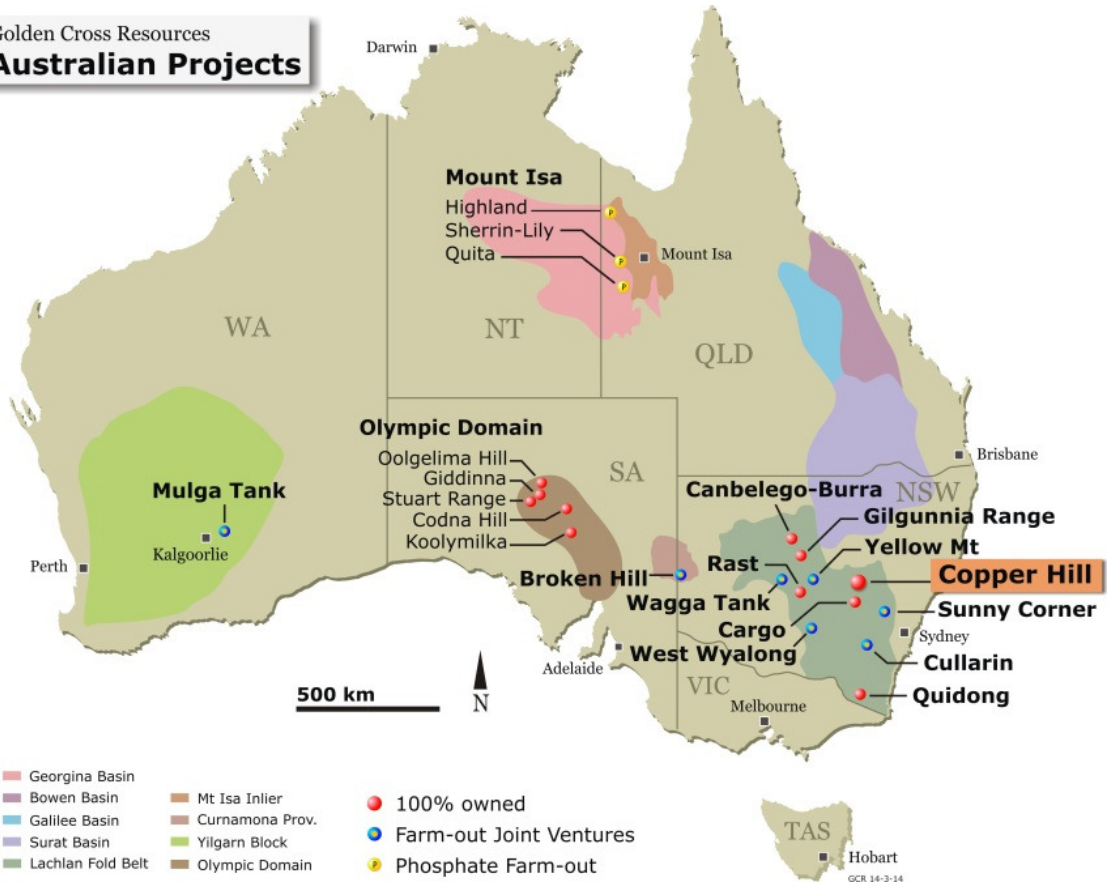 Golden Cross Resources
Australian Projects
Darwin
Mount Isa
Highland
Sherrin-Lily
Quita
Mount Isa
WA
NT
QLD
Olympic Domain
Oolgelima Hill
Giddinna
Stuart Range
Codna Hill
Koolymilka
SA
Brisbane
Mulga Tank
Kalgoorlie
Perth
Canbelego-Burra
NSW
Gilgunnia Range
Yellow Mt
Rast
Broken Hill
Copper Hill
Wagga Tank
Sunny Corner
Cargo
Sydney
West Wyalong
Cullarin
Adelaide
VIC
Quidong
Melbourne
500 km
N
Georgina Basin
Bowen Basin
Galilee Basin
Surat Basin
Lachlan Fold Belt
Mt Isa Inlier
Curnamona Prov.
Yilgarn Block
Olympic Domain
100% owned
Farm-out Joint Ventures
P
P
P
P Phosphate Farm-out
TAS
Hobart
GCR 14-3-14